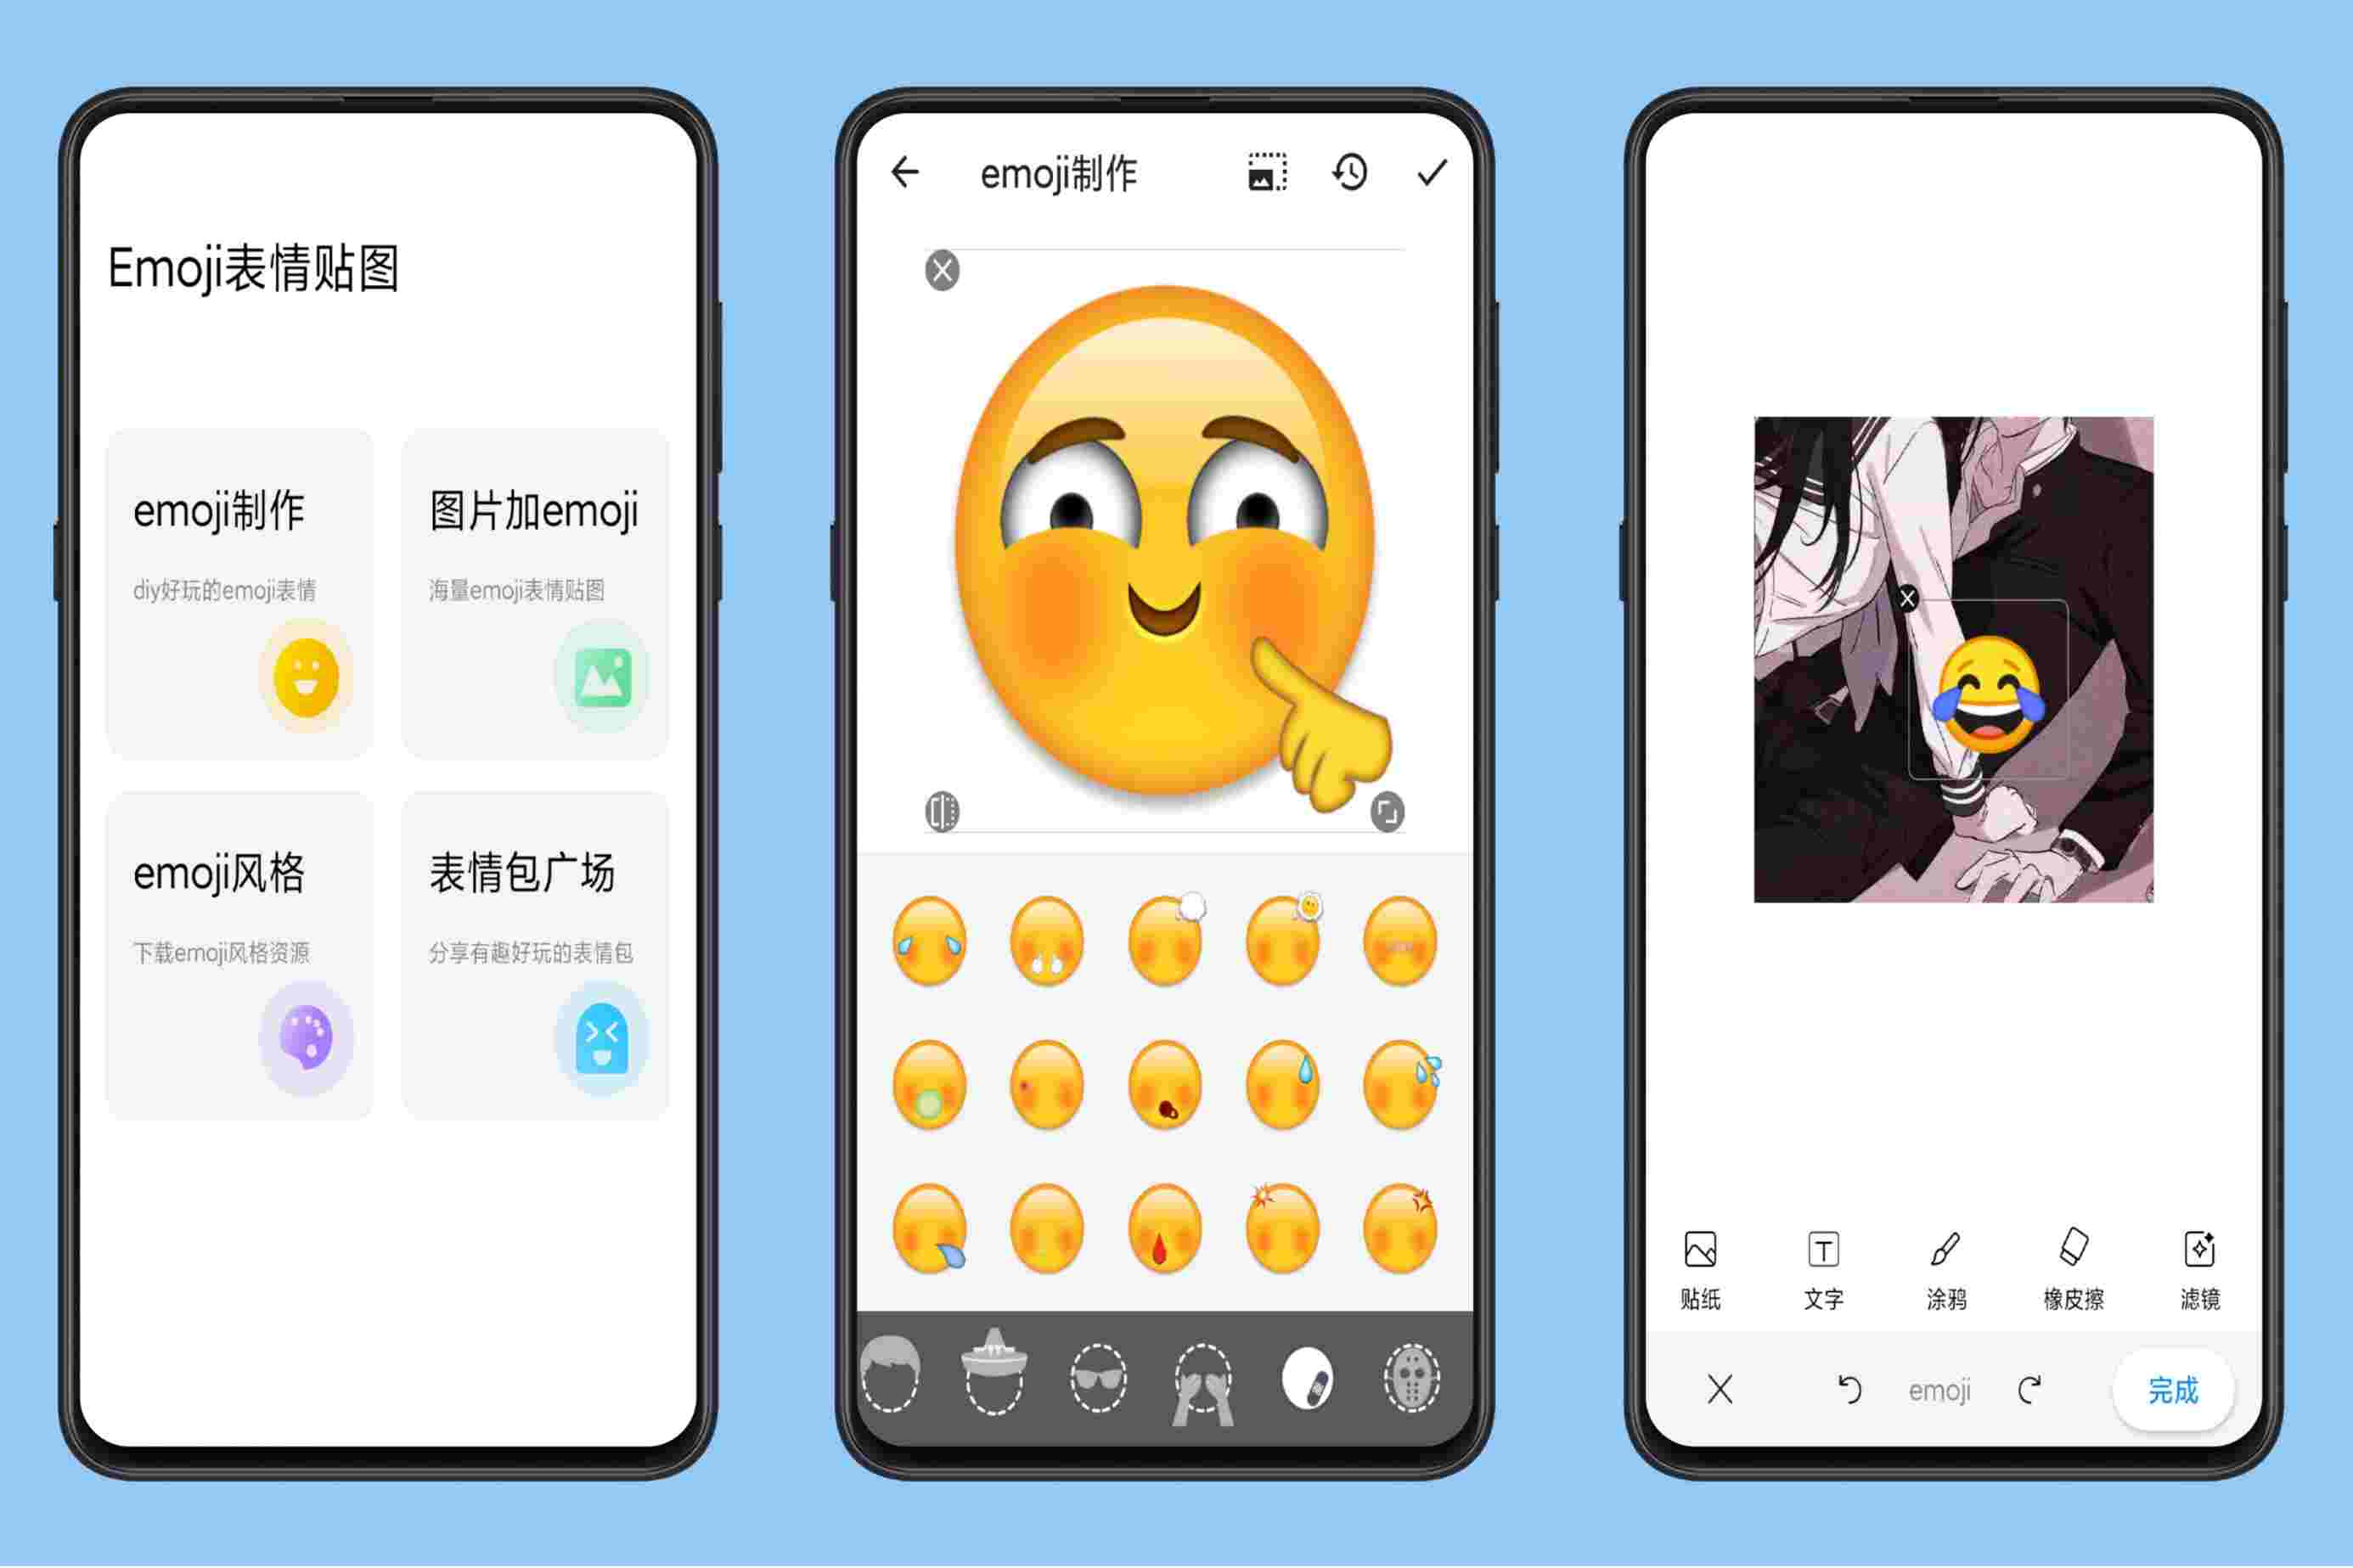 Emoji表情贴图
emoji制作
diy好玩的emoji表情
图片加emoji
海量emoji表情贴图
emoji风格
下载emoji风格资源
表情包广场
分享有趣好玩的表情包
emoji制作
贴纸
文字
涂鸦
橡皮擦
滤镜
emoji
完成